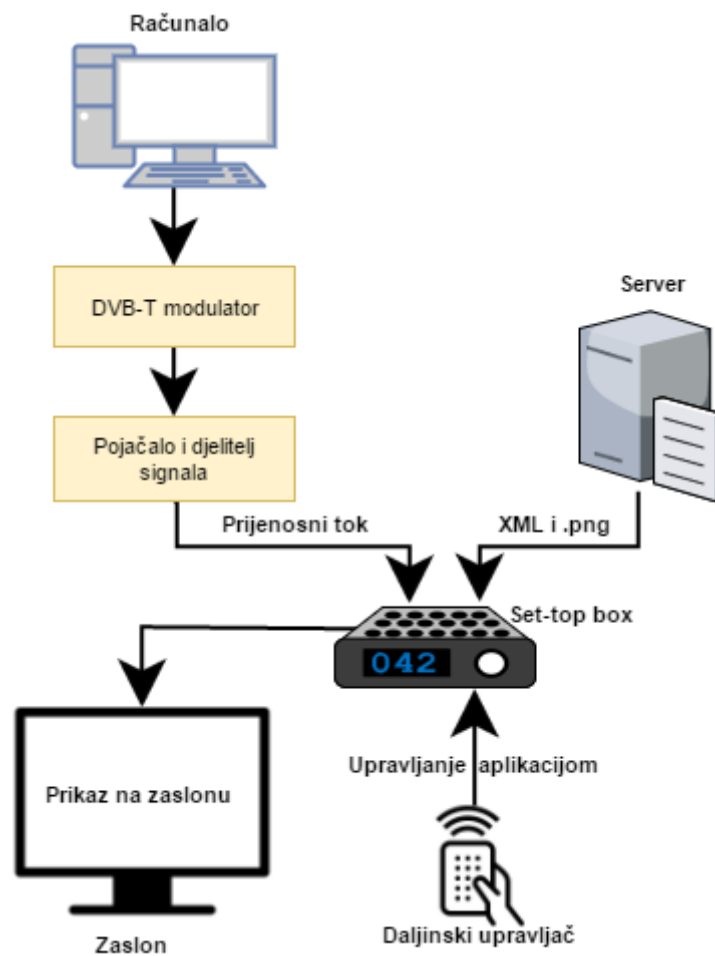 Računalo
DVB-T modulator
Server
Pojačalo i djelitelj
signala
Prijenosni tok
XML i .png
Set-top box
042
Upravljanje aplikacijom
Prikaz na zaslonu
Daljinski upravljač
Zaslon